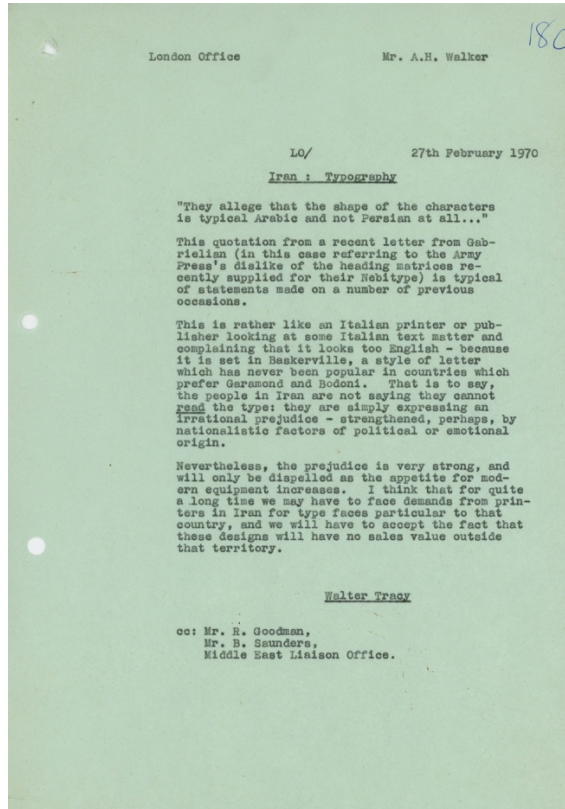 180
London Office Mr. A.H. Walker
LO/ 27th February 1970
Iran : Typography
"They allege that the shape of the characters
is typical Arabic and not Persian at all..."
This quotation from a recent letter from Gab-
rielian (in this case referring to the Army
Press's dislike of the heading matrices re-
cently supplied for their Nebitype) is typical
of statements made on a number of previous
occasions.
This is rather like an Italian printer or pub-
lisher looking at some Italian text matter and
complaining that it looks too English - because
it is set in Baskerville, a style of letter
which has never been popular in countries which
prefer Garamond and Bodoni. That is to say,
the people in Iran are not saying they cannot
read the type: they are simply expressing an
irrational prejudice - strengthened, perhaps, by
nationalistic factors of political or emotional
origin.
Nevertheless, the prejudice is very strong, and
will only be dispelled as the appetite for mod-
ern equipment increases. I think that for quite
a long time we may have to face demands from prin-
ters in Iran for type faces particular to that
country, and we will have to accept the fact that
these designs will have no sales value outside
that territory.
Walter Tracy
cc: Mr. R. Goodman,
Mr. B. Saunders,
Middle East Liaison Office.